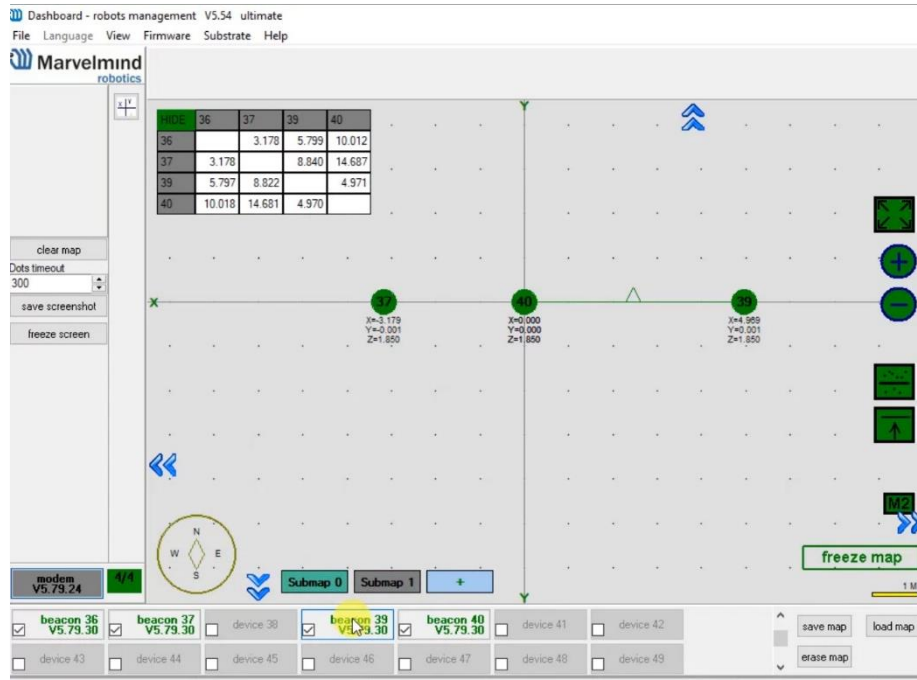 Dashboard - robots management V5.54 ultimate
File Language View Firmware Substrate Help
Marvelmind
robotics
HIDE 36 37 39 40
36 3.178 5.799 10.012
37 3.178 8.840 14.687
39 5.797 8.822 4.971
40 10.018 14.681 4.970
Y
clear map
Dots timeout
300
save screenshot
freeze screen
X
37
40
39
X=-3.179
Y=-0.001
Z=1.850
X=0.000
Y=0.000
Z=1.850
X=4.969
Y=0.001
Z=1.850
N
W E
S
M2
freeze map
1 M
modem
V5.79.24
4/4
Submap 0 Submap 1 +
Y
beacon 36
V5.79.30
beacon 37
V5.79.30
device 38
beacon 39
V5.79.30
beacon 40
V5.79.30
device 41
device 42
save map
load map
device 43
device 44
device 45
device 46
device 47
device 48
device 49
erase map